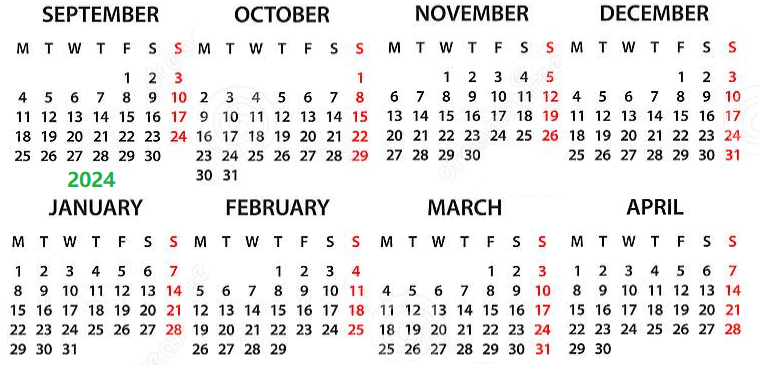 SEPTEMBER
M T W T F S S
1 2 3
4 5 6 7 8 9 10
11 12 13 14 15 16 17
18 19 20 21 22 23 24
25 26 27 28 29 30
OCTOBER
M T W T F S S
1
2 3 4 5 6 7 8
9 10 11 12 13 14 15
16 17 18 19 20 21 22
23 24 25 26 27 28 29
30 31
NOVEMBER
M T W T F S S
1 2 3 4 5
6 7 8 9 10 11 12
13 14 15 16 17 18 19
20 21 22 23 24 25 26
27 28 29 30
DECEMBER
M T W T F S S
1 2 3
4 5 6 7 8 9 10
11 12 13 14 15 16 17
18 19 20 21 22 23 24
25 26 27 28 29 30 31
2024
JANUARY
M T W T F S S
1 2 3 4 5 6 7
8 9 10 11 12 13 14
15 16 17 18 19 20 21
22 23 24 25 26 27 28
29 30 31
FEBRUARY
M T W T F S S
1 2 3 4
5 6 7 8 9 10 11
12 13 14 15 16 17 18
19 20 21 22 23 24 25
26 27 28 29
MARCH
M T W T F S S
1 2 3
4 5 6 7 8 9 10
11 12 13 14 15 16 17
18 19 20 21 22 23 24
25 26 27 28 29 30 31
APRIL
M T W T F S S
1 2 3 4 5 6 7
8 9 10 11 12 13 14
15 16 17 18 19 20 21
22 23 24 25 26 27 28
29 30